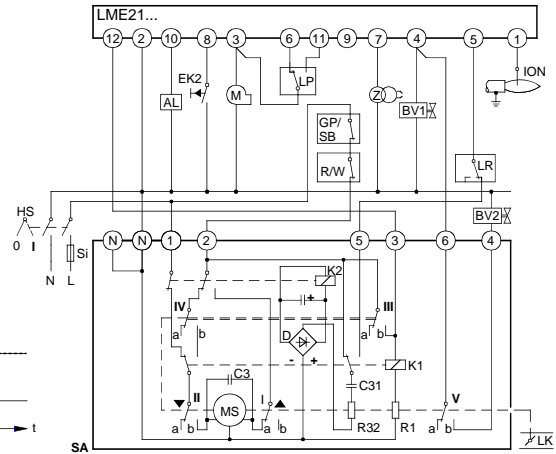 LME21...
12 2 10 8 3 6 11 9 7 4 5 1
ION
EK2
LP
AL
M
Z
BV1
GP/
SB
R/W
LR
HS
0 I
Si
BV2
N L
N N 1 2 5 3 6 4
K2
+
IV
a b
III
a b
D
- +
K1
C3
C31
II
I
V
MS
a b
a b
R32
R1
a b
t
SA
LK